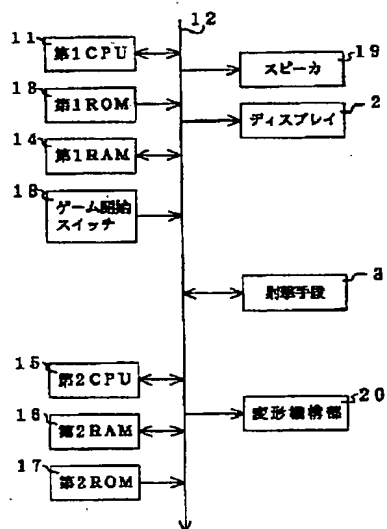 12
11
第1CPU
19
スピーカ
13
第1ROM
2
ディスプレイ
14
第1RAM
18
ゲーム開始
スイッチ
3
射撃手段
15
第2CPU
16
第2RAM
20
変形機構部
17
第2ROM